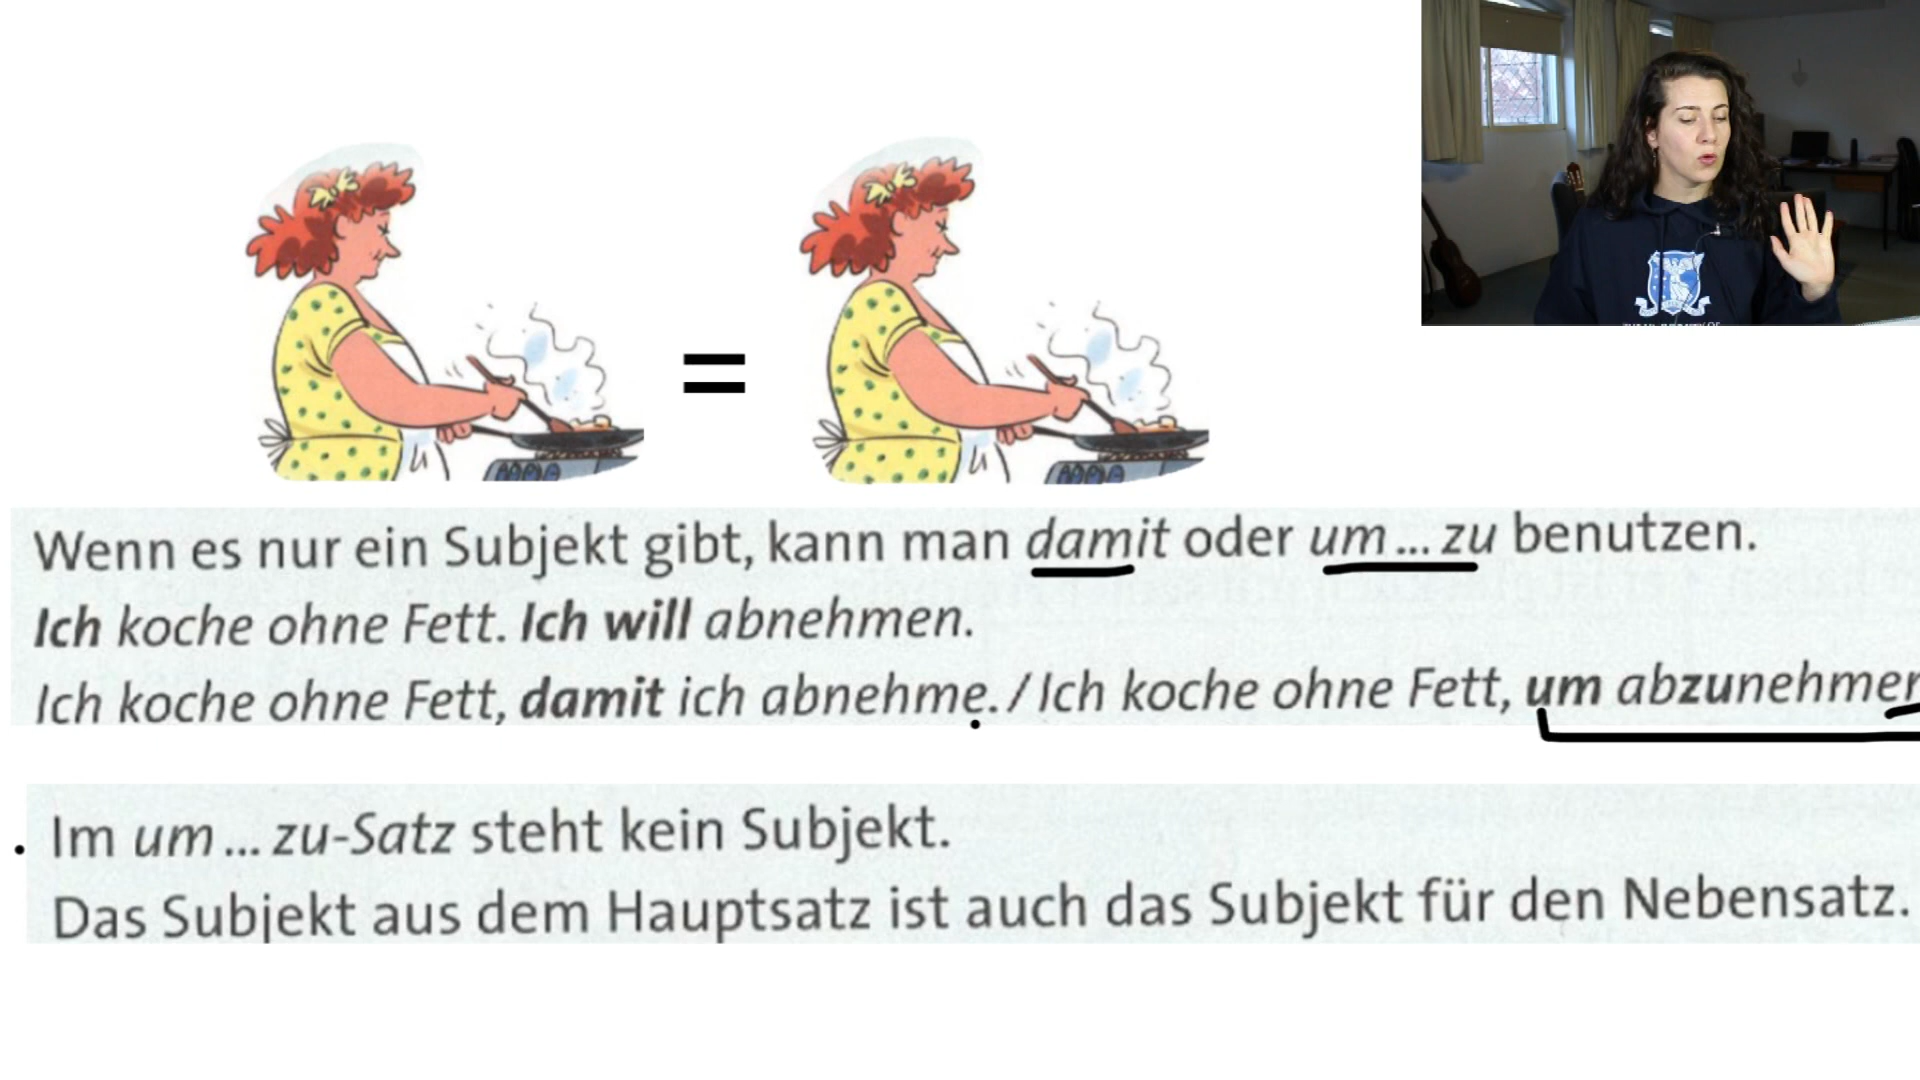 =
Wenn es nur ein Subjekt gibt, kann man damit oder um ... zu benutzen.
Ich koche ohne Fett. Ich will abnehmen.
Ich koche ohne Fett, damit ich abnehme. / Ich koche ohne Fett, um abzunehmen
Im um ... zu-Satz steht kein Subjekt.
Das Subjekt aus dem Hauptsatz ist auch das Subjekt für den Nebensatz.